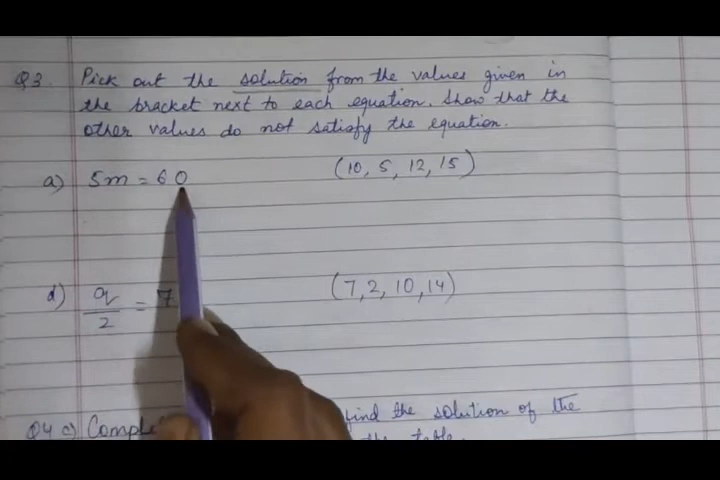 Q3. Pick out the solution from the values given in
the bracket next to each equation. Show that the
other values do not satisfy the equation.
a) 5m = 60 (10, 5, 12, 15)
d) q/2 = 7 (7, 2, 10, 14)
Q4 c) find the solution of the
the table.